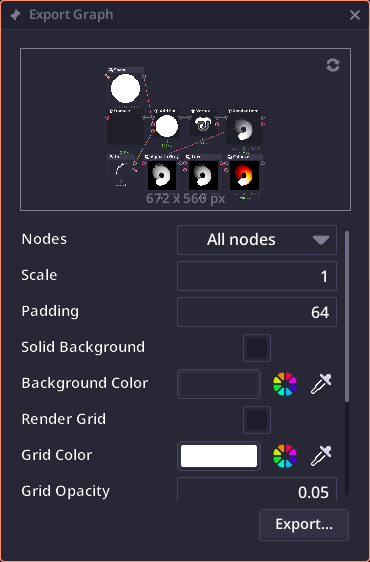 Export Graph
672 x 560 px
Nodes All nodes
Scale 1
Padding 64
Solid Background
Background Color
Render Grid
Grid Color
Grid Opacity 0.05
Export...